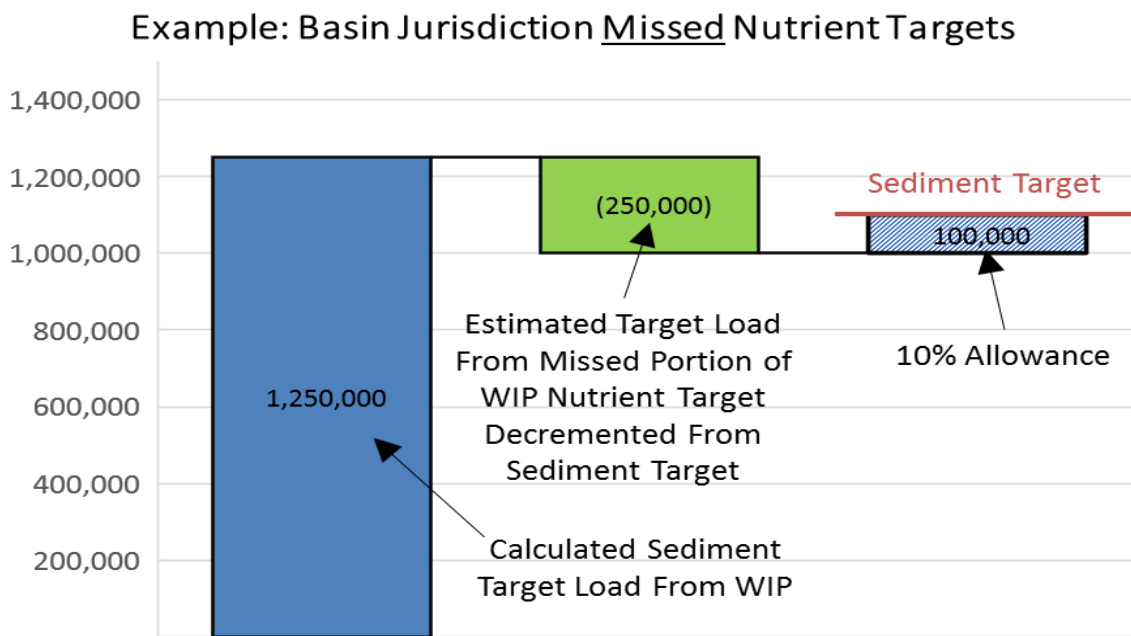 Example: Basin Jurisdiction Missed Nutrient Targets
1,400,000
1,200,000
1,000,000
800,000
600,000
400,000
200,000
1,250,000
(250,000)
Sediment Target
100,000
Estimated Target Load
From Missed Portion of
WIP Nutrient Target
Decremented From
Sediment Target
10% Allowance
Calculated Sediment
Target Load From WIP